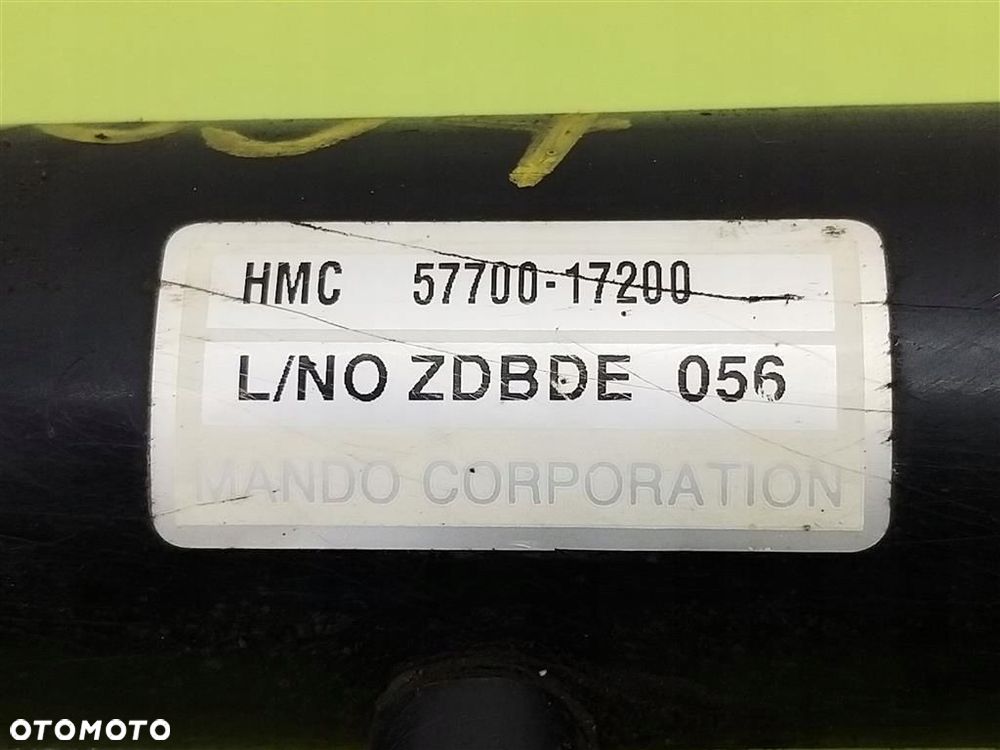 HMC 57700-17200
L/NO ZDBDE 056
MANDO CORPORATION
OTOMOTO